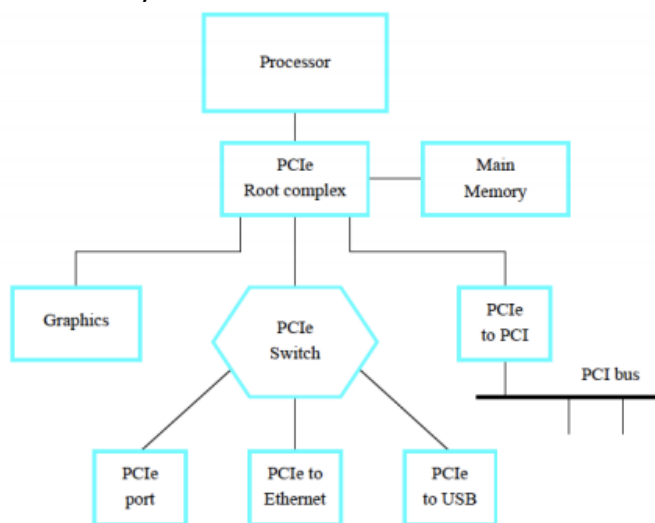 Processor
PCIe
Root complex
Main
Memory
Graphics
PCIe
Switch
PCIe
to PCI
PCI bus
PCIe
port
PCIe to
Ethernet
PCIe
to USB